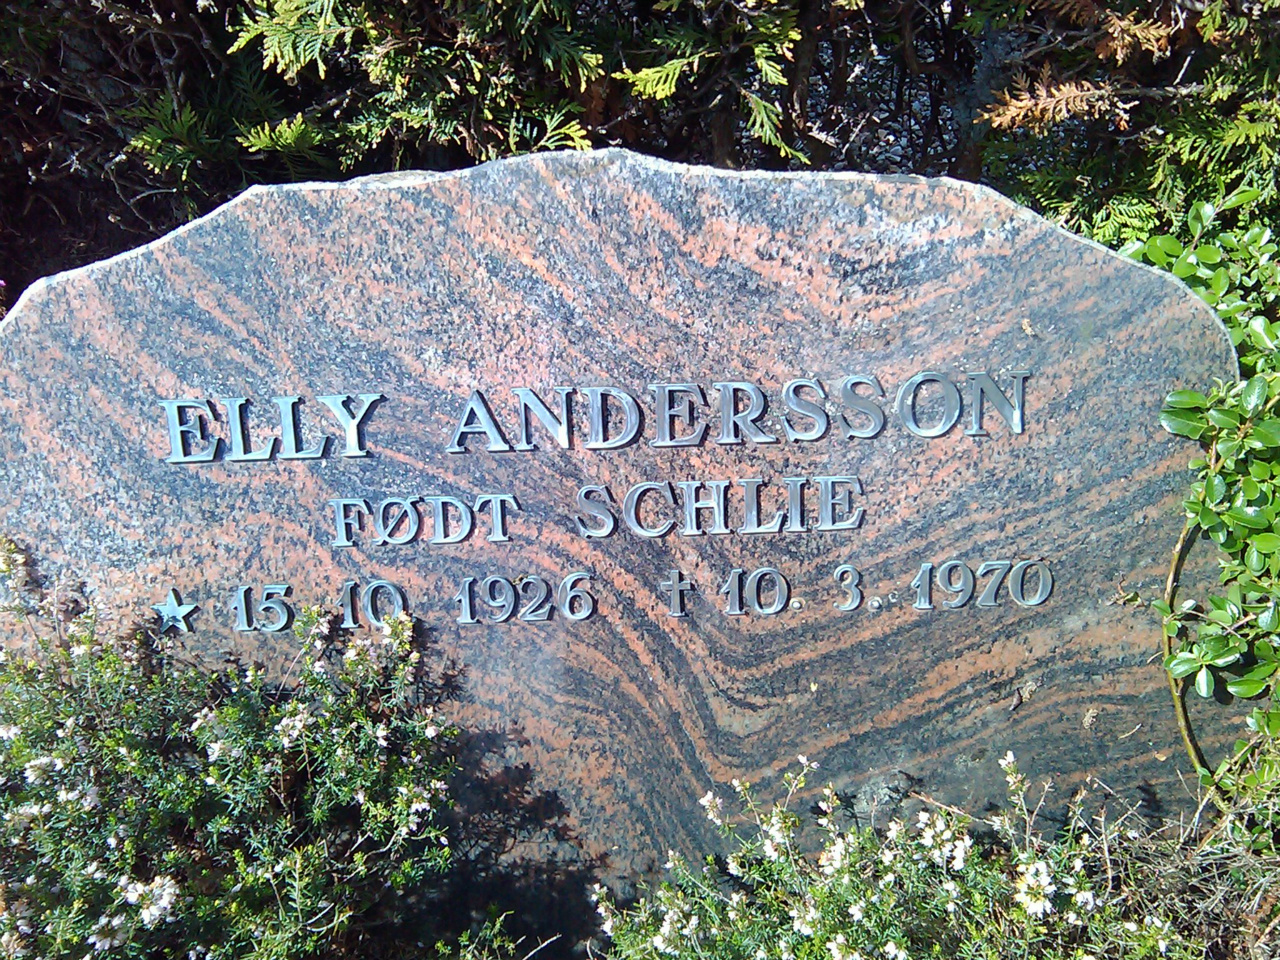 ELLY ANDERSSON
FØDT SCHLIE
★ 15. 10. 1926 † 10. 3. 1970